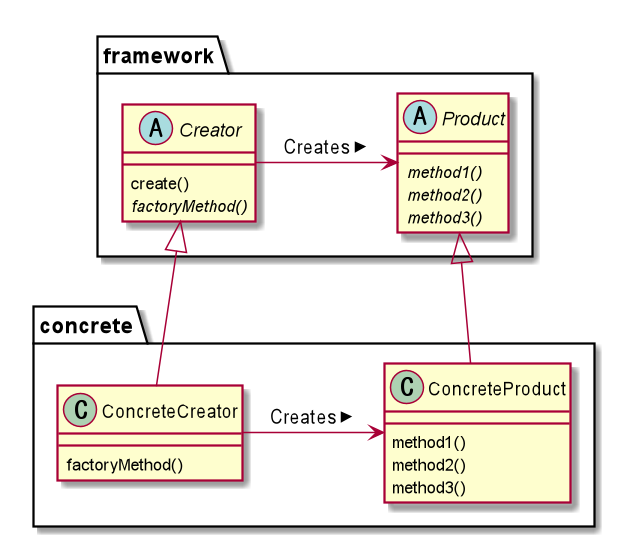 framework
A Creator
create()
factoryMethod()
Creates ▶
A Product
method1()
method2()
method3()
concrete
C ConcreteCreator
factoryMethod()
Creates ▶
C ConcreteProduct
method1()
method2()
method3()